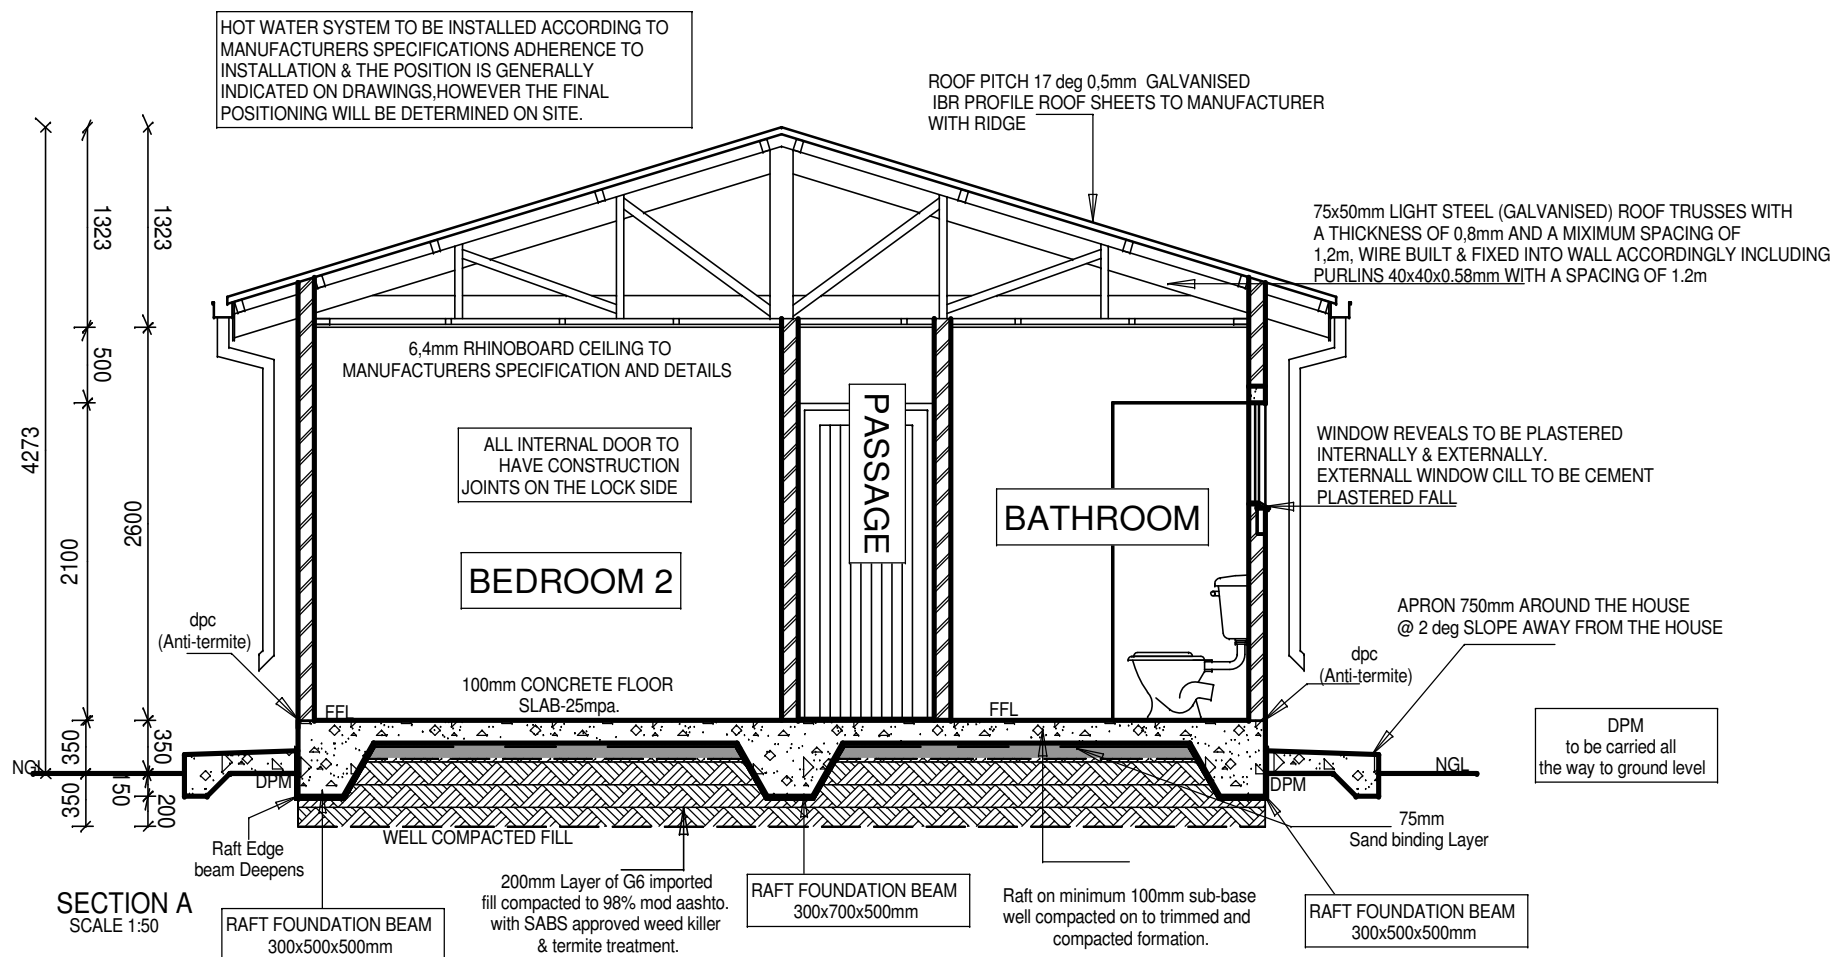 HOT WATER SYSTEM TO BE INSTALLED ACCORDING TO
MANUFACTURERS SPECIFICATIONS ADHERENCE TO
INSTALLATION & THE POSITION IS GENERALLY
INDICATED ON DRAWINGS,HOWEVER THE FINAL
POSITIONING WILL BE DETERMINED ON SITE.
ROOF PITCH 17 deg 0,5mm GALVANISED
IBR PROFILE ROOF SHEETS TO MANUFACTURER
WITH RIDGE
75x50mm LIGHT STEEL (GALVANISED) ROOF TRUSSES WITH
A THICKNESS OF 0,8mm AND A MIXIMUM SPACING OF
1,2m, WIRE BUILT & FIXED INTO WALL ACCORDINGLY INCLUDING
PURLINS 40x40x0.58mm WITH A SPACING OF 1.2m
1323
1323
500
4273
2600
2100
350
350
350
150
200
6,4mm RHINOBOARD CEILING TO
MANUFACTURERS SPECIFICATION AND DETAILS
ALL INTERNAL DOOR TO
HAVE CONSTRUCTION
JOINTS ON THE LOCK SIDE
PASSAGE
BATHROOM
BEDROOM 2
WINDOW REVEALS TO BE PLASTERED
INTERNALLY & EXTERNALLY.
EXTERNALL WINDOW CILL TO BE CEMENT
PLASTERED FALL
dpc
(Anti-termite)
APRON 750mm AROUND THE HOUSE
@ 2 deg SLOPE AWAY FROM THE HOUSE
dpc
(Anti-termite)
100mm CONCRETE FLOOR
SLAB-25mpa.
FFL
FFL
DPM
to be carried all
the way to ground level
NGL
DPM
DPM
NGL
WELL COMPACTED FILL
75mm
Sand binding Layer
Raft Edge
beam Deepens
SECTION A
SCALE 1:50
RAFT FOUNDATION BEAM
300x500x500mm
200mm Layer of G6 imported
fill compacted to 98% mod aashto.
with SABS approved weed killer
& termite treatment.
RAFT FOUNDATION BEAM
300x700x500mm
Raft on minimum 100mm sub-base
well compacted on to trimmed and
compacted formation.
RAFT FOUNDATION BEAM
300x500x500mm